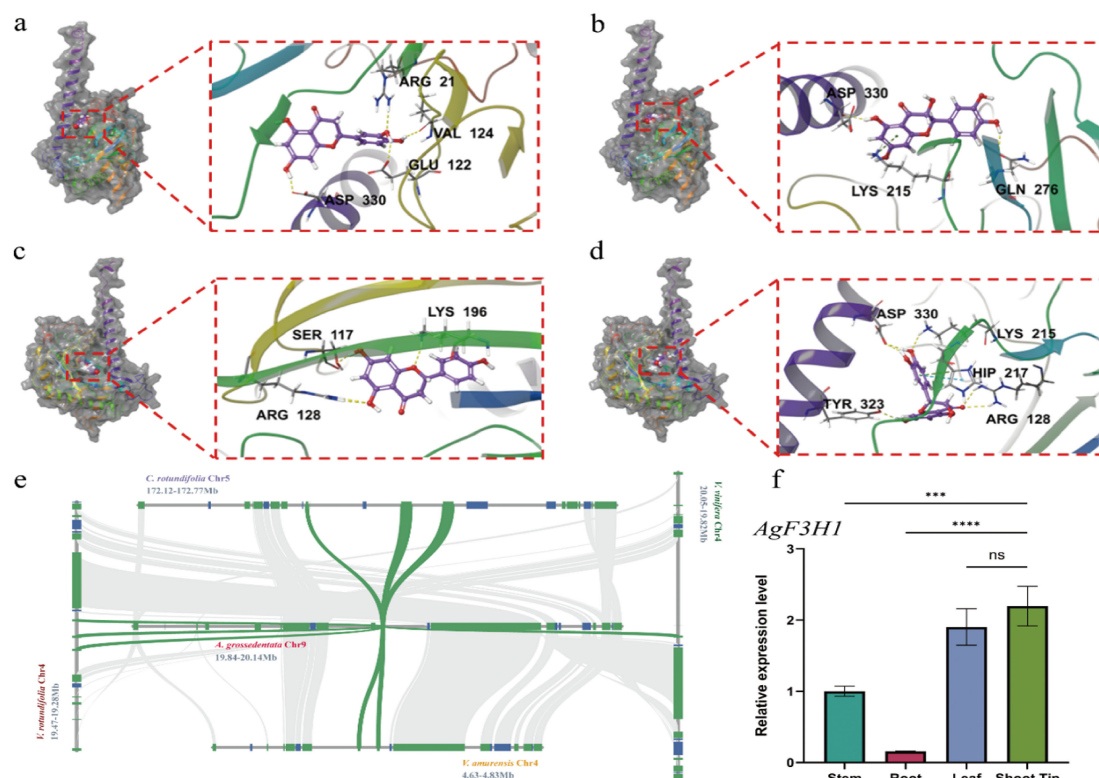 a
b
ARG 21
VAL 124
GLU 122
ASP 330
ASP 330
LYS 215
GLN 276
c
d
SER 117
LYS 196
ARG 128
ASP 330
LYS 215
HIP 217
TYR 323
ARG 128
e
C. rotundifolia Chr5
172.12-172.77Mb
V. vinifera Chr4
20.05-19.82Mb
A. grossedentata Chr9
19.84-20.14Mb
V. rotundifolia Chr4
19.47-19.28Mb
V. amurensis Chr4
4.63-4.83Mb
f
***
****
AgF3H1
ns
Relative expression level
3
2
1
0
Stem Root Leaf Shoot Tip